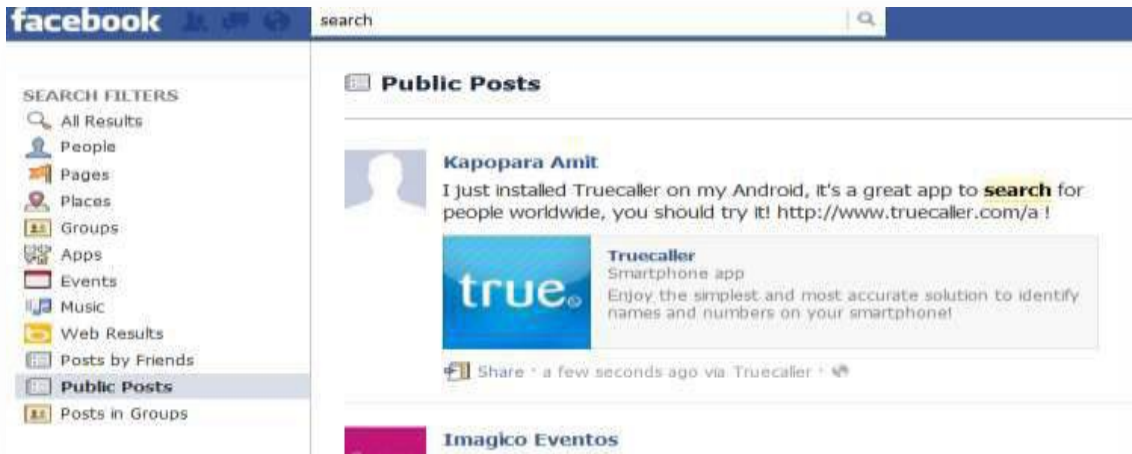 facebook
search
SEARCH FILTERS
All Results
People
Pages
Places
Groups
Apps
Events
Music
Web Results
Posts by Friends
Public Posts
Posts in Groups
Public Posts
Kapopara Amit
I just installed Truecaller on my Android, it's a great app to search for
people worldwide, you should try it! http://www.truecaller.com/a !
true
Truecaller
Smartphone app
Enjoy the simplest and most accurate solution to identify
names and numbers on your smartphone!
Share · a few seconds ago via Truecaller ·
Imagico Eventos